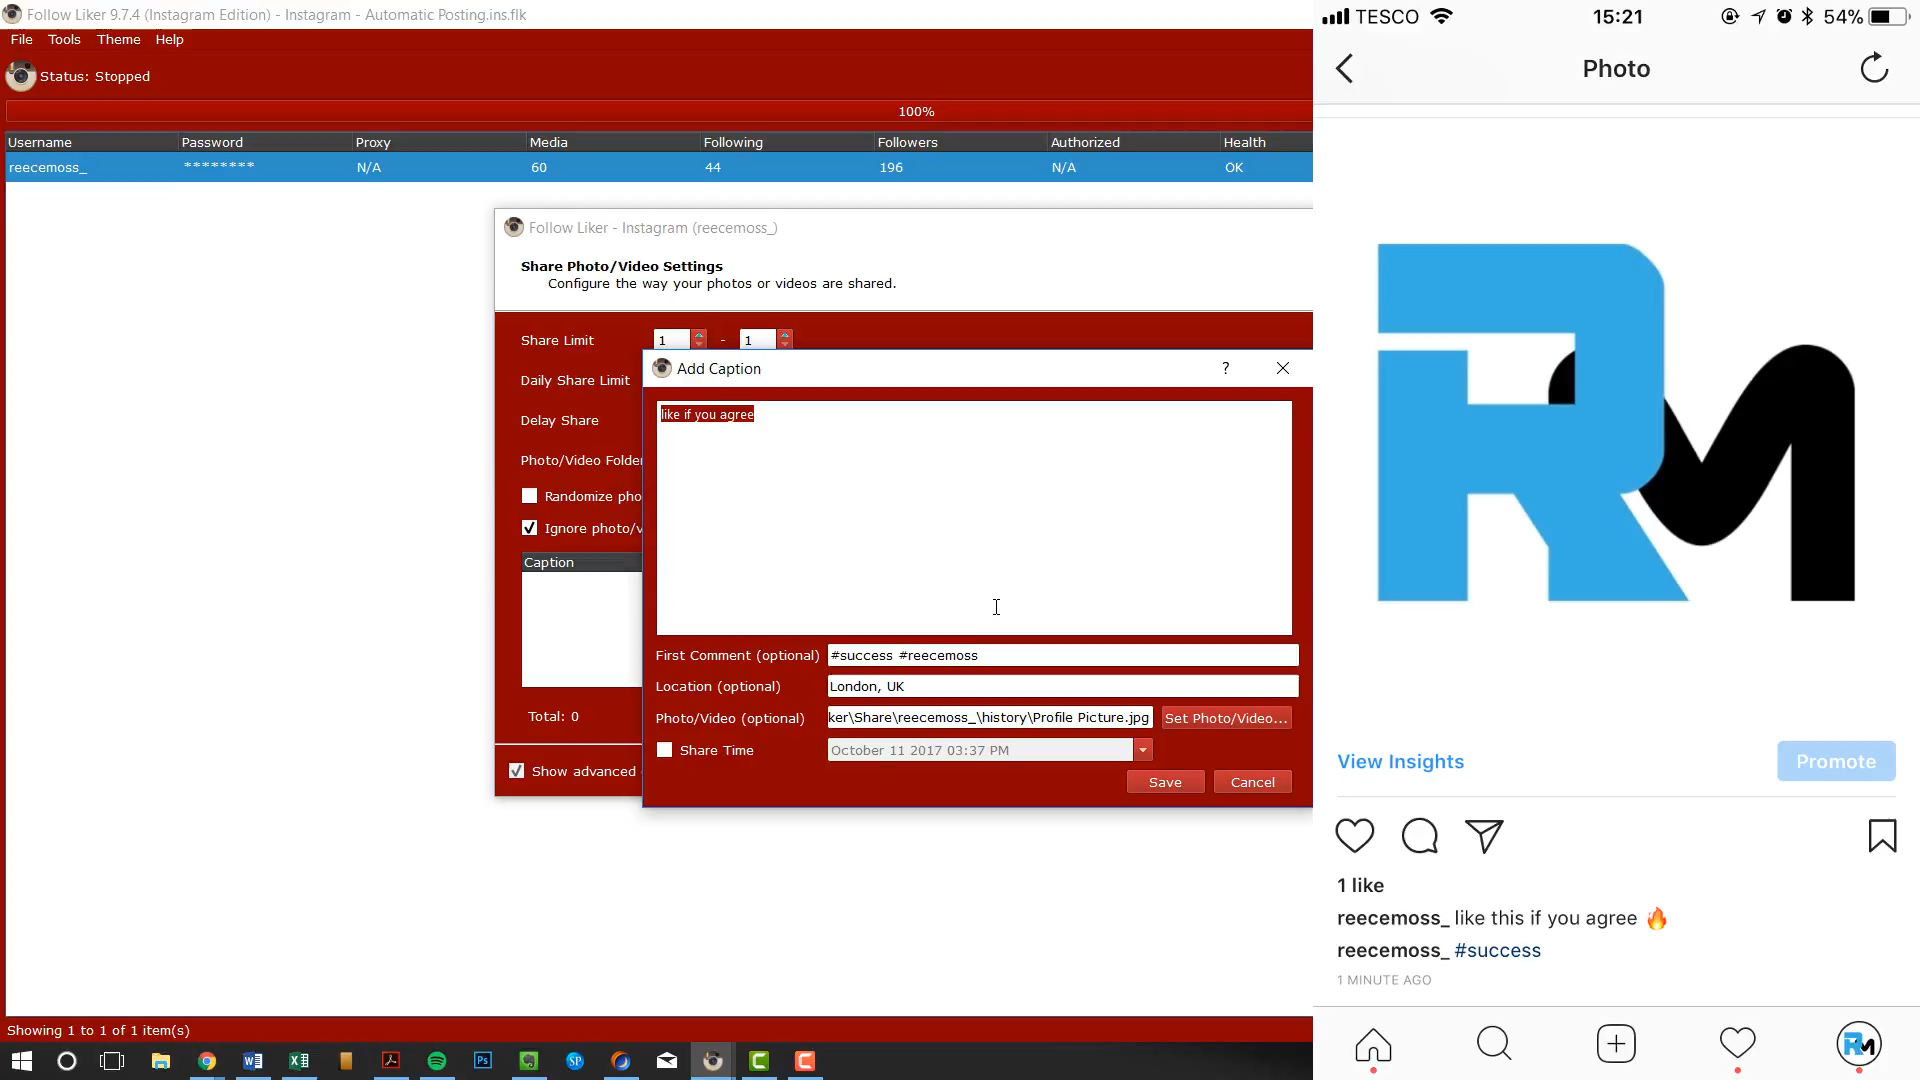 Follow Liker 9.7.4 (Instagram Edition) - Instagram - Automatic Posting.ins.flk
File Tools Theme Help
Status: Stopped
100%
Username Password Proxy Media Following Followers Authorized Health
reecemoss_ ******** N/A 60 44 196 N/A OK
Follow Liker - Instagram (reecemoss_)
Share Photo/Video Settings
Configure the way your photos or videos are shared.
Share Limit 1 - 1
Daily Share Limit
Delay Share
Photo/Video Folder
Randomize pho
Ignore photo/v
Caption
Total: 0
Show advanced
Add Caption ?
like if you agree
First Comment (optional) #success #reecemoss
Location (optional) London, UK
Photo/Video (optional) ker\Share\reecemoss_\history\Profile Picture.jpg Set Photo/Video...
Share Time October 11 2017 03:37 PM
Save Cancel
Showing 1 to 1 of 1 item(s)
TESCO 15:21 54%
Photo
RM
View Insights Promote
1 like
reecemoss_ like this if you agree 🔥
reecemoss_ #success
1 MINUTE AGO
RM